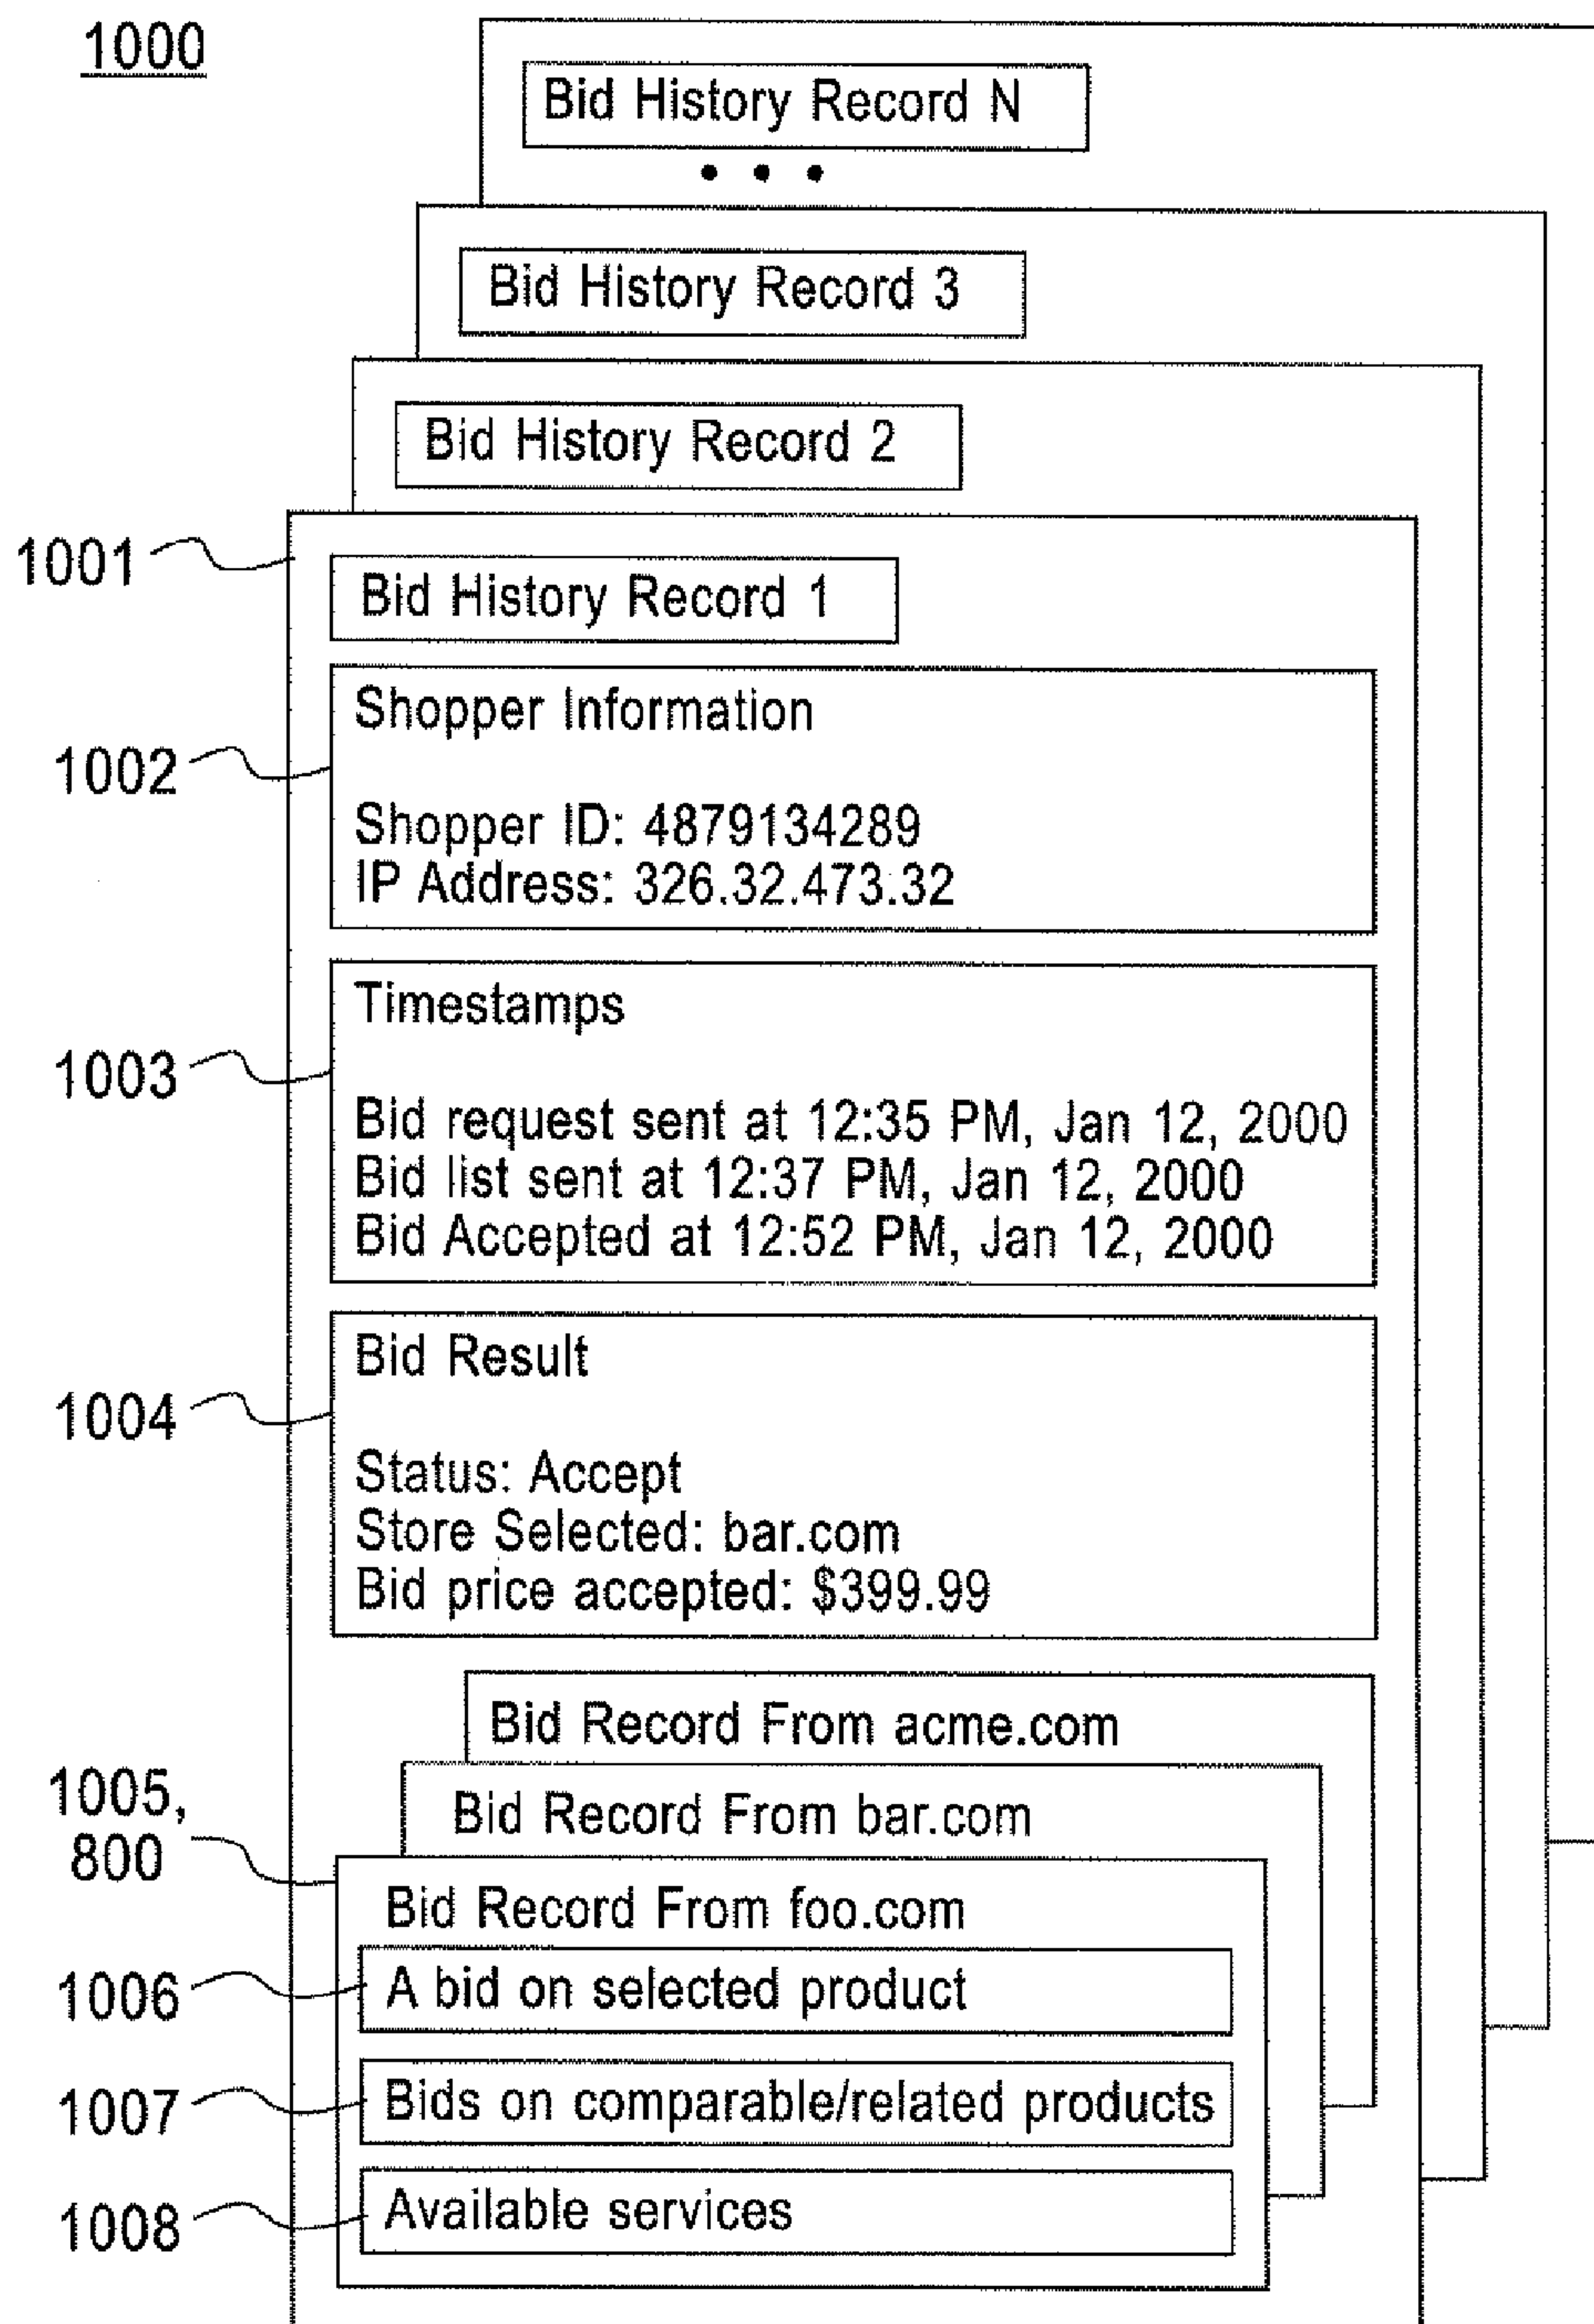 1000
Bid History Record N
• • •
Bid History Record 3
Bid History Record 2
1001
Bid History Record 1
1002
Shopper Information
Shopper ID: 4879134289
IP Address: 326.32.473.32
1003
Timestamps
Bid request sent at 12:35 PM, Jan 12, 2000
Bid list sent at 12:37 PM, Jan 12, 2000
Bid Accepted at 12:52 PM, Jan 12, 2000
1004
Bid Result
Status: Accept
Store Selected: bar.com
Bid price accepted: $399.99
Bid Record From acme.com
Bid Record From bar.com
1005,
800
Bid Record From foo.com
1006
A bid on selected product
1007
Bids on comparable/related products
1008
Available services